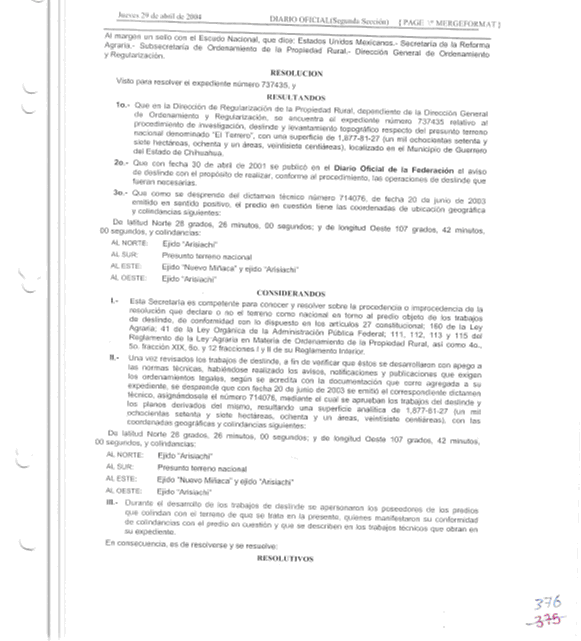 Jueves 29 de abril de 2004 DIARIO OFICIAL(Segunda Sección) [ PAGE \* MERGEFORMAT ]
Al margen un sello con el Escudo Nacional, que dice: Estados Unidos Mexicanos.- Secretaría de la Reforma
Agraria.- Subsecretaría de Ordenamiento de la Propiedad Rural.- Dirección General de Ordenamiento
y Regularización.
RESOLUCION
Visto para resolver el expediente número 737435, y
RESULTANDOS
1o.- Que en la Dirección de Regularización de la Propiedad Rural, dependiente de la Dirección General
de Ordenamiento y Regularización, se encuentra el expediente número 737435 relativo al
procedimiento de investigación, deslinde y levantamiento topográfico respecto del presunto terreno
nacional denominado "El Terrero", con una superficie de 1,877-81-27 (un mil ochocientas setenta y
siete hectáreas, ochenta y un áreas, veintisiete centiáreas), localizado en el Municipio de Guerrero
del Estado de Chihuahua.
2o.- Que con fecha 30 de abril de 2001 se publicó en el Diario Oficial de la Federación el aviso
de deslinde con el propósito de realizar, conforme al procedimiento, las operaciones de deslinde que
fueran necesarias.
3o.- Que como se desprende del dictamen técnico número 714076, de fecha 20 de junio de 2003
emitido en sentido positivo, el predio en cuestión tiene las coordenadas de ubicación geográfica
y colindancias siguientes:
De latitud Norte 28 grados, 26 minutos, 00 segundos; y de longitud Oeste 107 grados, 42 minutos,
00 segundos, y colindancias:
AL NORTE: Ejido "Arisiachi"
AL SUR: Presunto terreno nacional
AL ESTE: Ejido "Nuevo Miñaca" y ejido "Arisiachi"
AL OESTE: Ejido "Arisiachi"
CONSIDERANDOS
I.- Esta Secretaría es competente para conocer y resolver sobre la procedencia o improcedencia de la
resolución que declare o no el terreno como nacional en torno al predio objeto de los trabajos
de deslinde, de conformidad con lo dispuesto en los artículos 27 constitucional; 160 de la Ley
Agraria; 41 de la Ley Orgánica de la Administración Pública Federal; 111, 112, 113 y 115 del
Reglamento de la Ley Agraria en Materia de Ordenamiento de la Propiedad Rural, así como 4o.,
5o. fracción XIX, 6o. y 12 fracciones I y II de su Reglamento Interior.
II.- Una vez revisados los trabajos de deslinde, a fin de verificar que éstos se desarrollaron con apego a
las normas técnicas, habiéndose realizado los avisos, notificaciones y publicaciones que exigen
los ordenamientos legales, según se acredita con la documentación que corre agregada a su
expediente, se desprende que con fecha 20 de junio de 2003 se emitió el correspondiente dictamen
técnico, asignándosele el número 714076, mediante el cual se aprueban los trabajos del deslinde y
los planos derivados del mismo, resultando una superficie analítica de 1,877-81-27 (un mil
ochocientas setenta y siete hectáreas, ochenta y un áreas, veintisiete centiáreas), con las
coordenadas geográficas y colindancias siguientes:
De latitud Norte 28 grados, 26 minutos, 00 segundos; y de longitud Oeste 107 grados, 42 minutos,
00 segundos, y colindancias:
AL NORTE: Ejido "Arisiachi"
AL SUR: Presunto terreno nacional
AL ESTE: Ejido "Nuevo Miñaca" y ejido "Arisiachi"
AL OESTE: Ejido "Arisiachi"
III.- Durante el desarrollo de los trabajos de deslinde se apersonaron los poseedores de los predios
que colindan con el terreno de que se trata en la presente, quienes manifestaron su conformidad
de colindancias con el predio en cuestión y que se describen en los trabajos técnicos que obran en
su expediente.
En consecuencia, es de resolverse y se resuelve:
RESOLUTIVOS
376
375